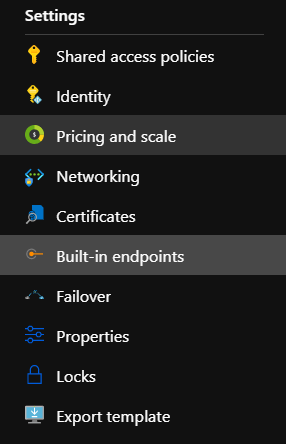 Settings
Shared access policies
Identity
Pricing and scale
Networking
Certificates
Built-in endpoints
Failover
Properties
Locks
Export template